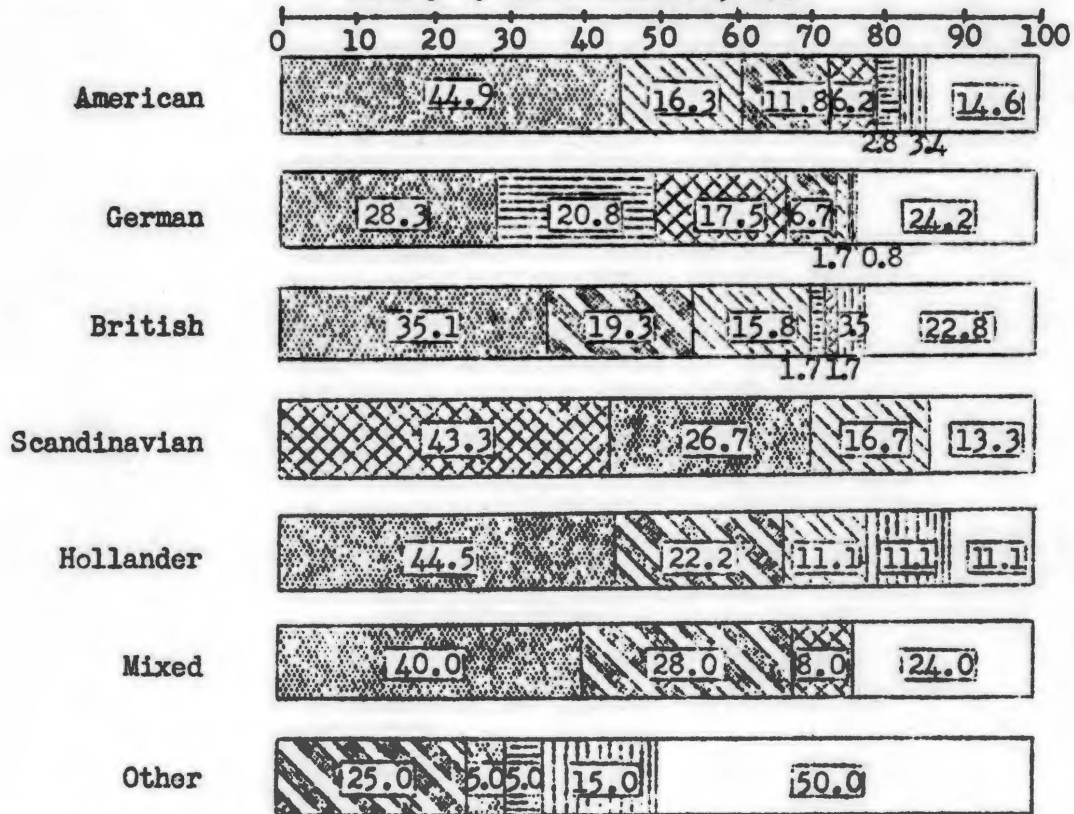 0 10 20 30 40 50 60 70 80 90 100
American 44.9 16.3 11.8 6.2 14.6
2.8 3.4
German 28.3 20.8 17.5 6.7 24.2
1.7 0.8
British 35.1 19.3 15.8 3.5 22.8
1.7 1.7
Scandinavian 43.3 26.7 16.7 13.3
Hollander 44.5 22.2 11.1 11.1 11.1
Mixed 40.0 28.0 8.0 24.0
Other 25.0 5.0 5.0 15.0 50.0